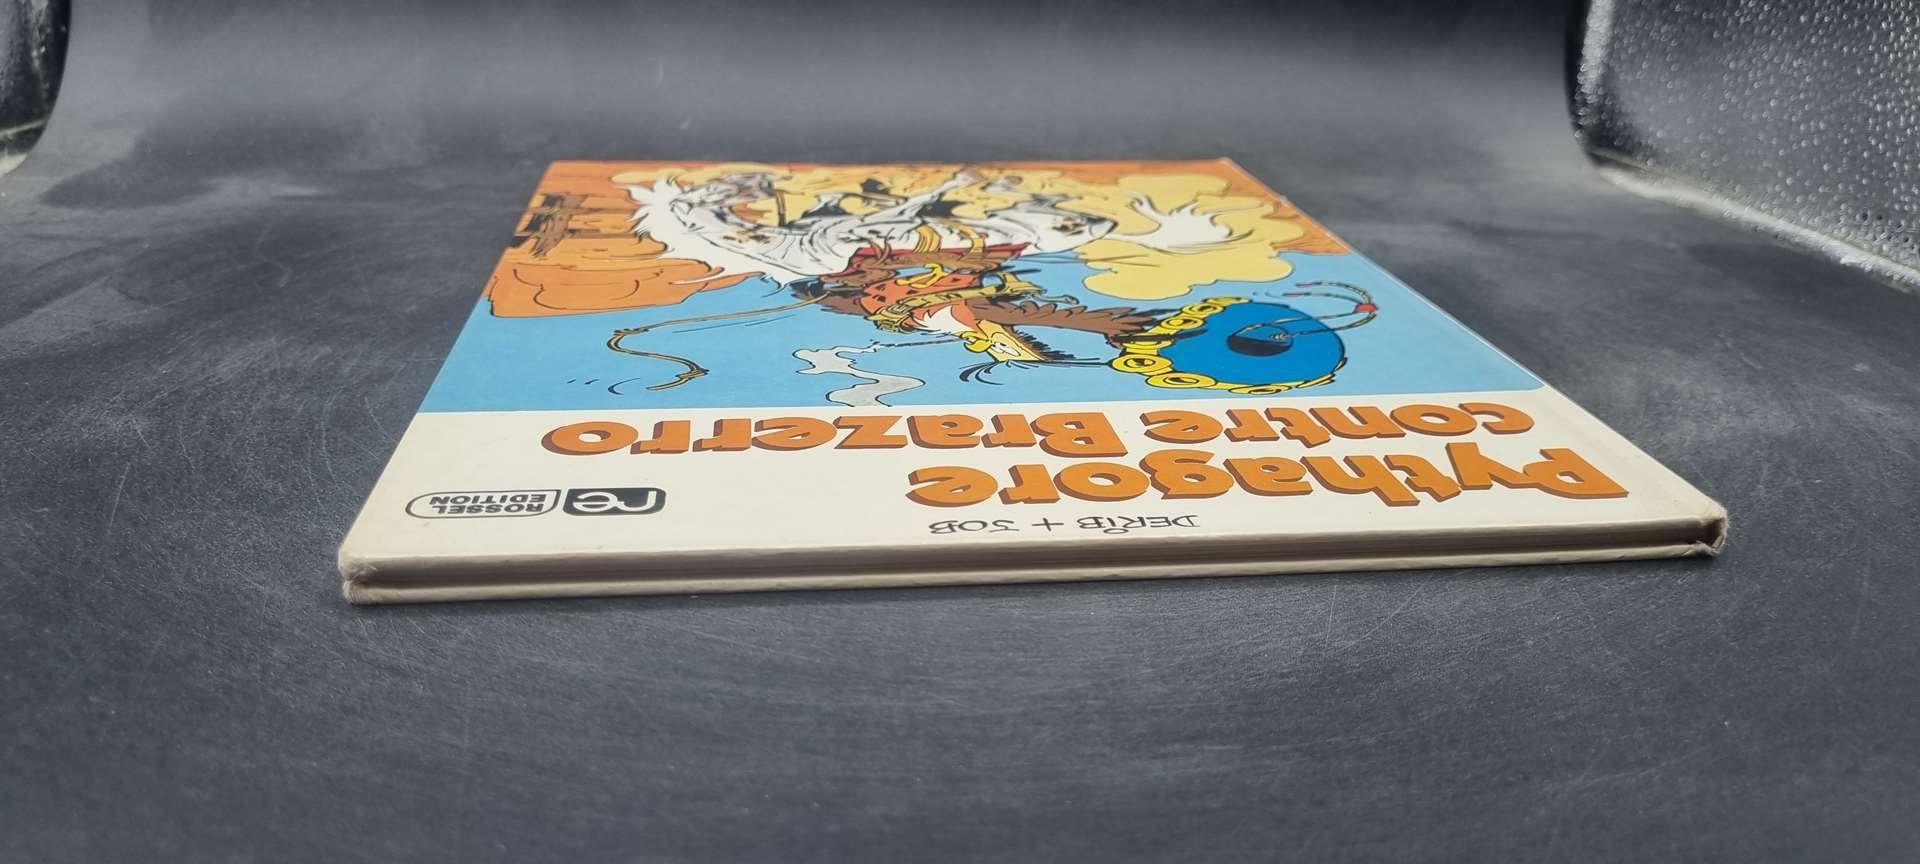 DERIB + JOB
Pythagore
contre Brazerro
re
ROSSEL
EDITION